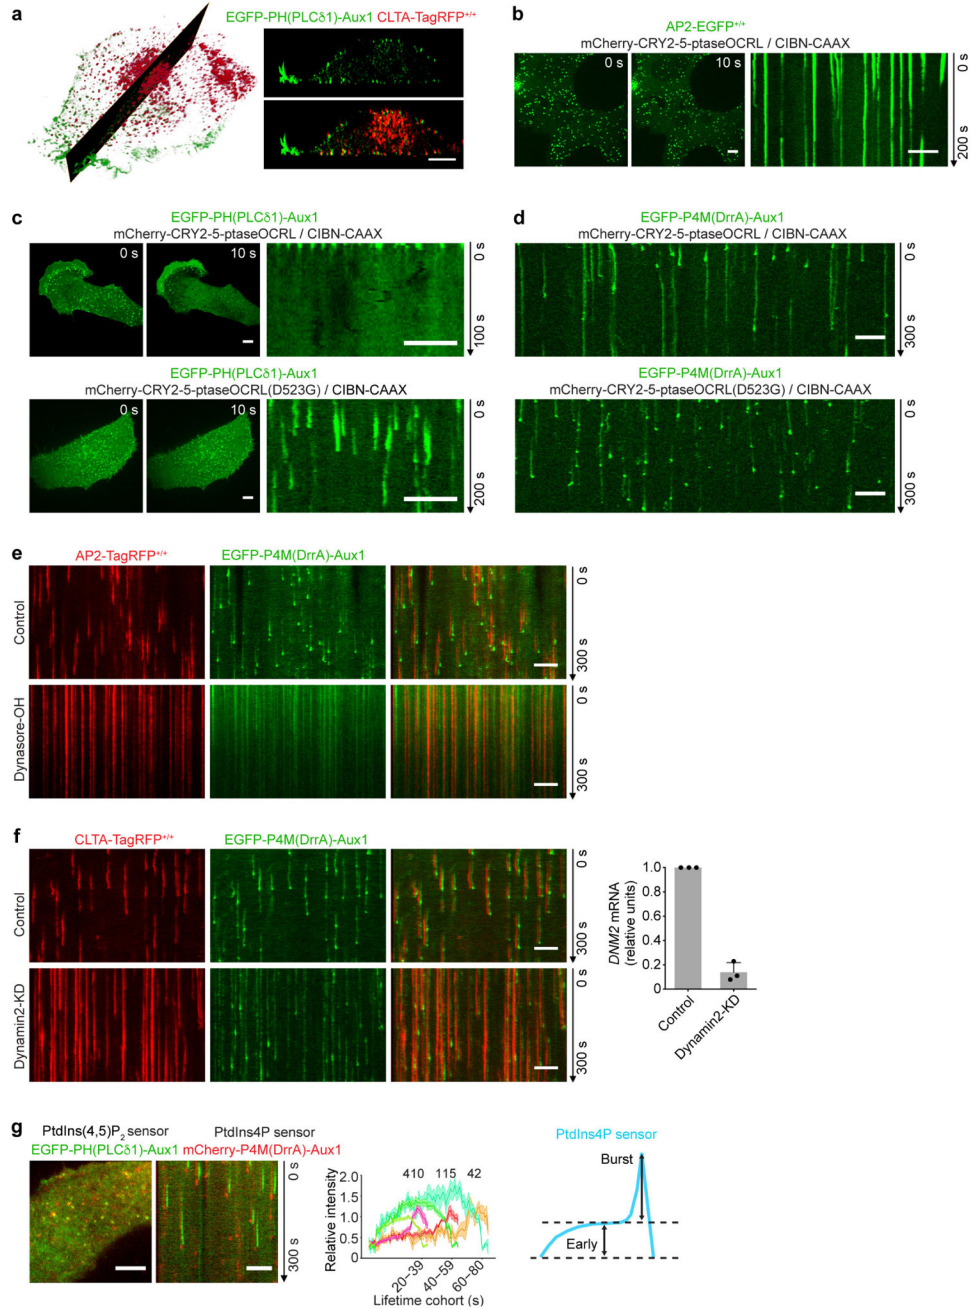 a
EGFP-PH(PLCδ1)-Aux1 CLTA-TagRFP+/+
b
AP2-EGFP+/+
mCherry-CRY2-5-ptaseOCRL / CIBN-CAAX
0 s
10 s
0 s
200 s
c
EGFP-PH(PLCδ1)-Aux1
mCherry-CRY2-5-ptaseOCRL / CIBN-CAAX
0 s
10 s
0 s
100 s
EGFP-PH(PLCδ1)-Aux1
mCherry-CRY2-5-ptaseOCRL(D523G) / CIBN-CAAX
0 s
10 s
0 s
200 s
d
EGFP-P4M(DrrA)-Aux1
mCherry-CRY2-5-ptaseOCRL / CIBN-CAAX
0 s
300 s
EGFP-P4M(DrrA)-Aux1
mCherry-CRY2-5-ptaseOCRL(D523G) / CIBN-CAAX
0 s
300 s
e
AP2-TagRFP+/+
EGFP-P4M(DrrA)-Aux1
Control
0 s
300 s
Dynasore-OH
0 s
300 s
f
CLTA-TagRFP+/+
EGFP-P4M(DrrA)-Aux1
Control
0 s
300 s
Dynamin2-KD
0 s
300 s
DNM2 mRNA
(relative units)
1.0
0.8
0.6
0.4
0.2
0
Control
Dynamin2-KD
g
PtdIns(4,5)P2 sensor
EGFP-PH(PLCδ1)-Aux1
PtdIns4P sensor
mCherry-P4M(DrrA)-Aux1
0 s
300 s
Relative intensity
2.0
1.5
1.0
0.5
0
410
115
42
20–39
40–59
60–80
Lifetime cohort (s)
PtdIns4P sensor
Burst
Early